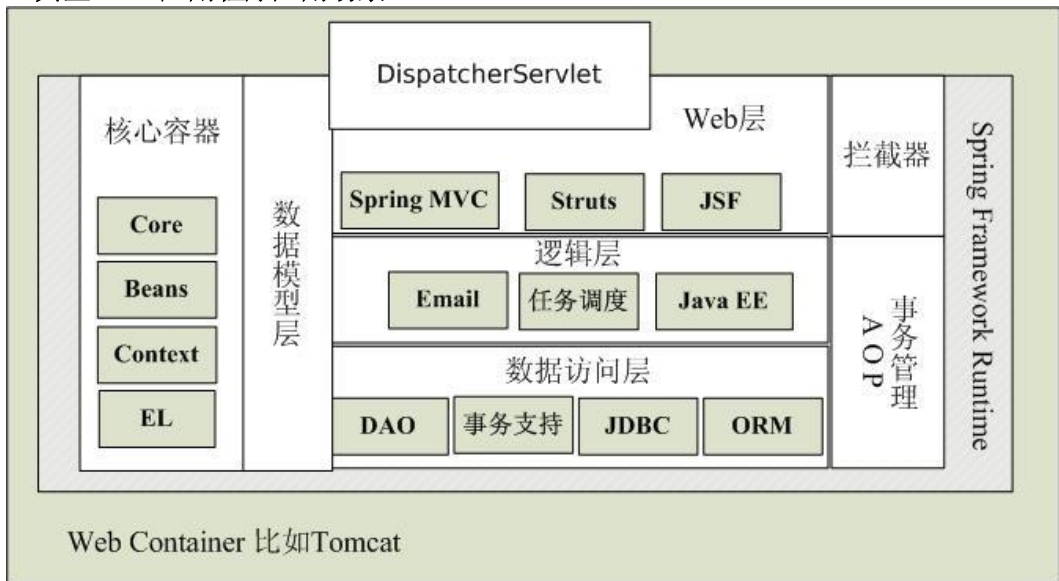 DispatcherServlet
核心容器
Core
Beans
Context
EL
数据模型层
Web层
Spring MVC
Struts
JSF
逻辑层
Email
任务调度
Java EE
数据访问层
DAO
事务支持
JDBC
ORM
拦截器
事务管理
AOP
Spring Framework Runtime
Web Container 比如Tomcat